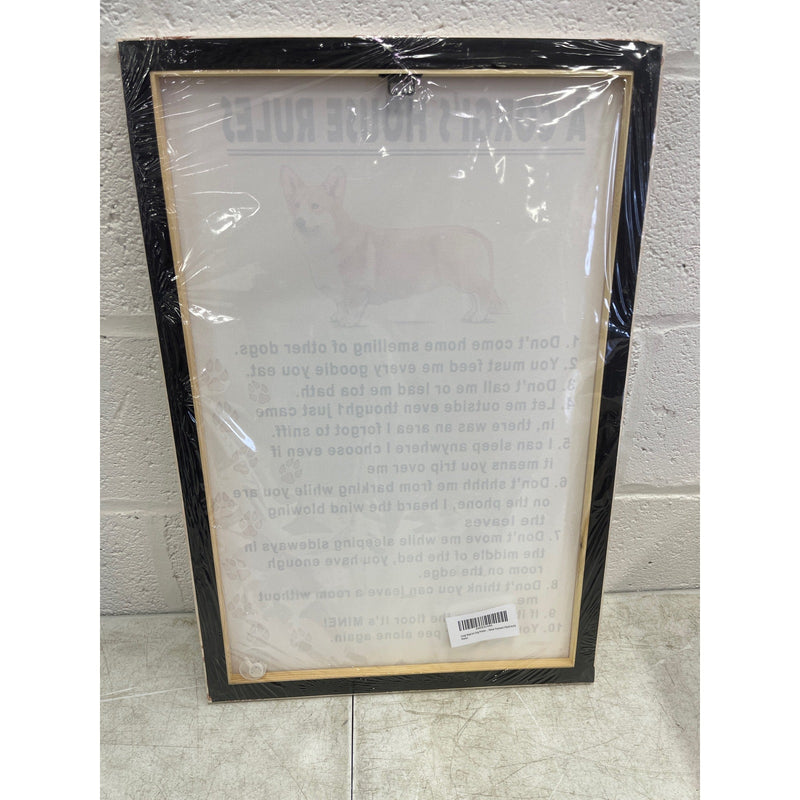 A CORGI'S HOUSE RULES
1. Don't come home smelling of other dogs.
2. You must feed me every goodie you eat.
3. Don't call me or lead me toa bath.
4. Let me outside even though I just came
in, there was an area I forgot to sniff.
5. I can sleep anywhere I choose even if
it means you trip over me
6. Don't shhhh me from barking while you are
on the phone, I heard the wind blowing
the leaves
7. Don't move me while sleeping sideways in
the middle of the bed, you have enough
room on the edge.
8. Don't think you can leave a room without
me
9. If it the floor it's MINE!
10. You pee alone again.